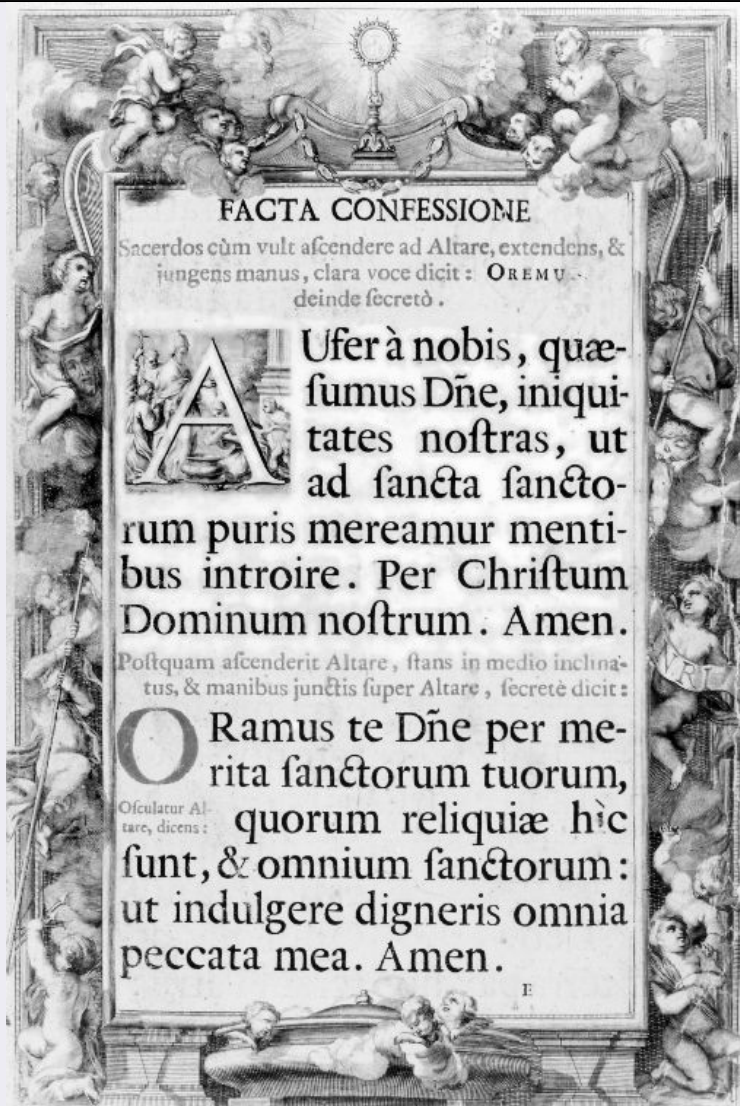 FACTA CONFESSIONE
Sacerdos cùm vult aſcendere ad Altare, extendens, &
jungens manus, clara voce dicit : OREMU
deinde ſecretò .
AUfer à nobis , quæ-
ſumus Dñe, iniqui-
tates noſtras, ut
ad ſancta ſancto-
rum puris mereamur menti-
bus introire. Per Chriſtum
Dominum noſtrum. Amen.
Poſtquam aſcenderit Altare , ſtans in medio inclina-
tus, & manibus junctis ſuper Altare , ſecretè dicit :
ORamus te Dñe per me-
rita ſanctorum tuorum,
Oſculatur Al-
tare, dicens :
quorum reliquiæ hìc
ſunt, & omnium ſanctorum :
ut indulgere digneris omnia
peccata mea. Amen.
E